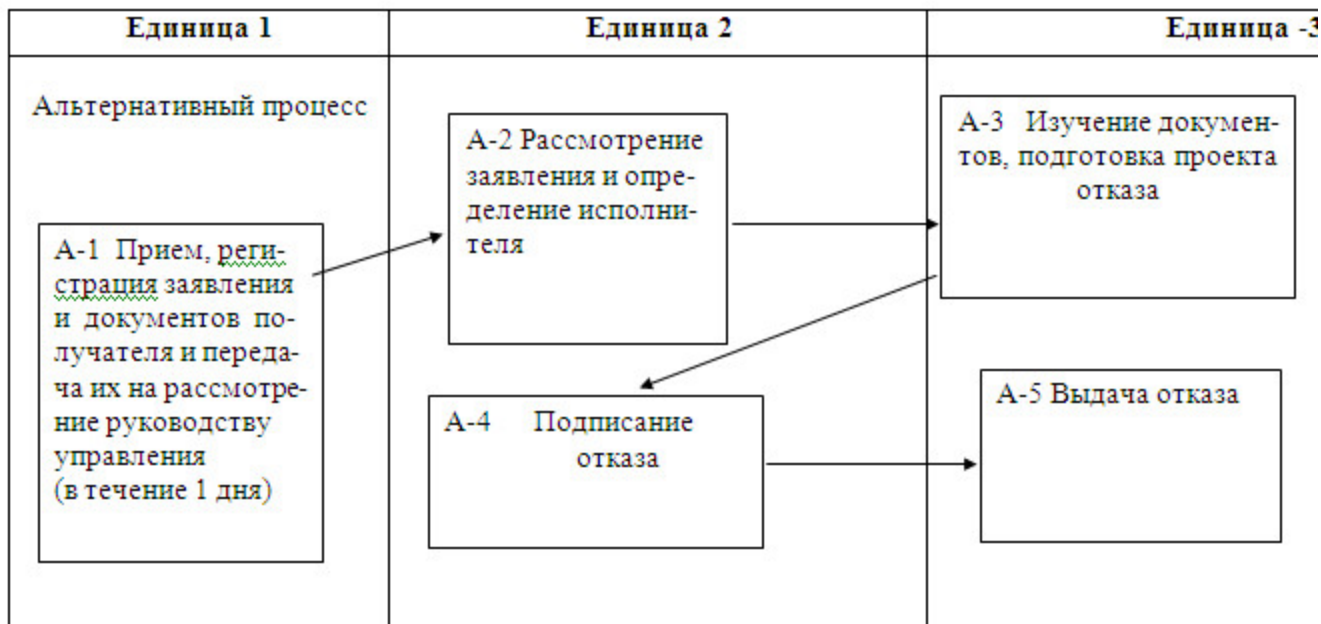 Единица 1
Единица 2
Единица -3
Альтернативный процесс
А-1 Прием, реги-
страция заявления
и документов по-
лучателя и переда-
ча их на рассмотре-
ние руководству
управления
(в течение 1 дня)
А-2 Рассмотрение
заявления и опре-
деление исполни-
теля
А-3 Изучение докумен-
тов, подготовка проекта
отказа
А-4 Подписание
отказа
А-5 Выдача отказа